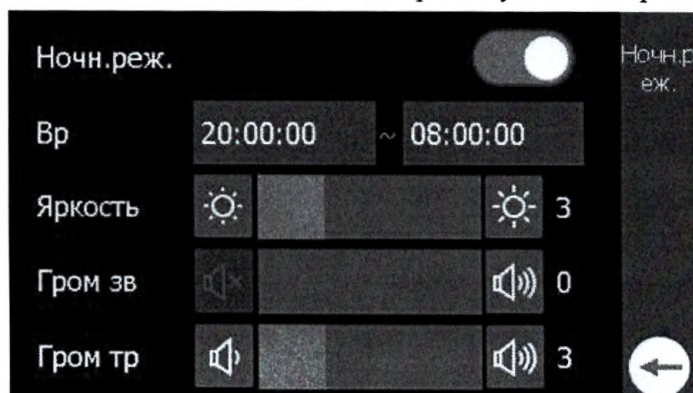 Ночн.реж.
Ночн.р
еж.
Вр
20:00:00 ~ 08:00:00
Яркость
3
Гром зв
0
Гром тр
3